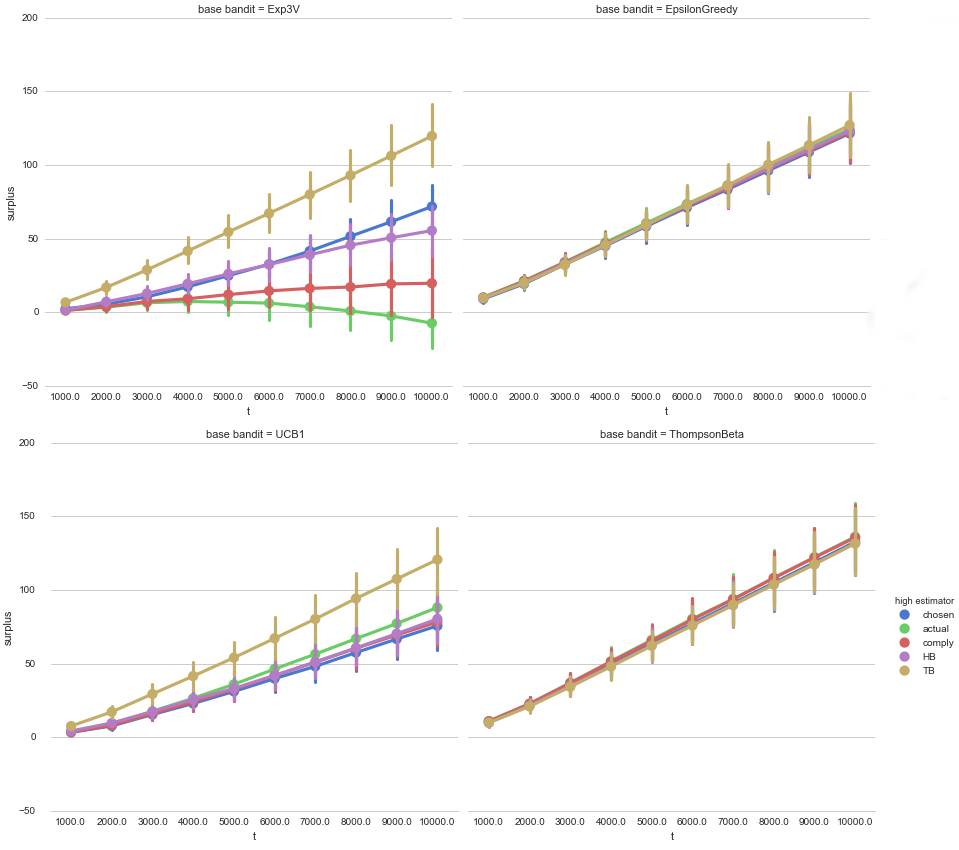 base bandit = Exp3V
base bandit = EpsilonGreedy
200
150
100
50
0
−50
surplus
1000.0 2000.0 3000.0 4000.0 5000.0 6000.0 7000.0 8000.0 9000.0 10000.0
t
1000.0 2000.0 3000.0 4000.0 5000.0 6000.0 7000.0 8000.0 9000.0 10000.0
t
base bandit = UCB1
base bandit = ThompsonBeta
200
150
100
50
0
−50
surplus
1000.0 2000.0 3000.0 4000.0 5000.0 6000.0 7000.0 8000.0 9000.0 10000.0
t
1000.0 2000.0 3000.0 4000.0 5000.0 6000.0 7000.0 8000.0 9000.0 10000.0
t
high estimator
chosen
actual
comply
HB
TB